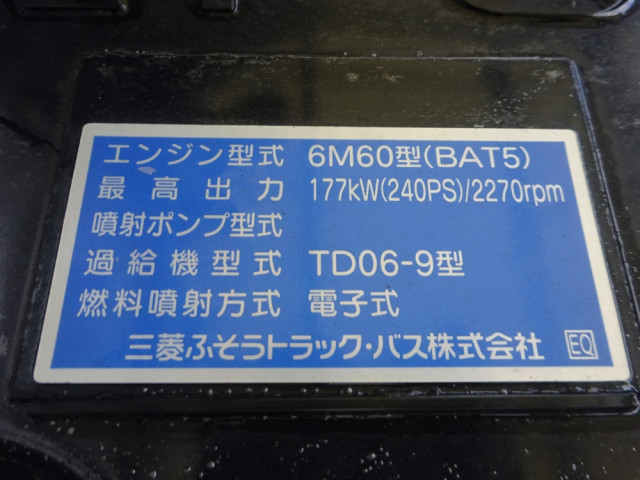 エンジン型式 6M60型(BAT5)
最高出力 177kW(240PS)/2270rpm
噴射ポンプ型式
過給機型式 TD06-9型
燃料噴射方式 電子式
三菱ふそうトラック・バス株式会社 EQ